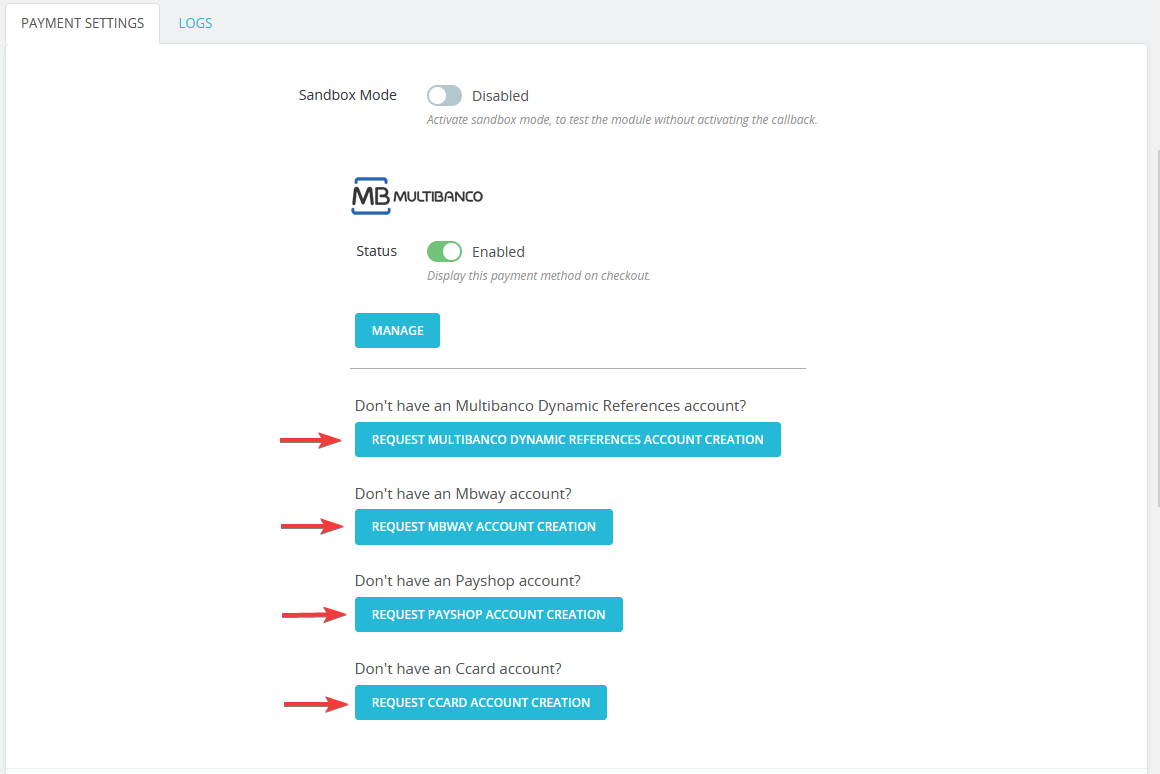 PAYMENT SETTINGS
LOGS
Sandbox Mode
Disabled
Activate sandbox mode, to test the module without activating the callback.
MB MULTIBANCO
Status
Enabled
Display this payment method on checkout.
MANAGE
Don't have an Multibanco Dynamic References account?
REQUEST MULTIBANCO DYNAMIC REFERENCES ACCOUNT CREATION
Don't have an Mbway account?
REQUEST MBWAY ACCOUNT CREATION
Don't have an Payshop account?
REQUEST PAYSHOP ACCOUNT CREATION
Don't have an Ccard account?
REQUEST CCARD ACCOUNT CREATION